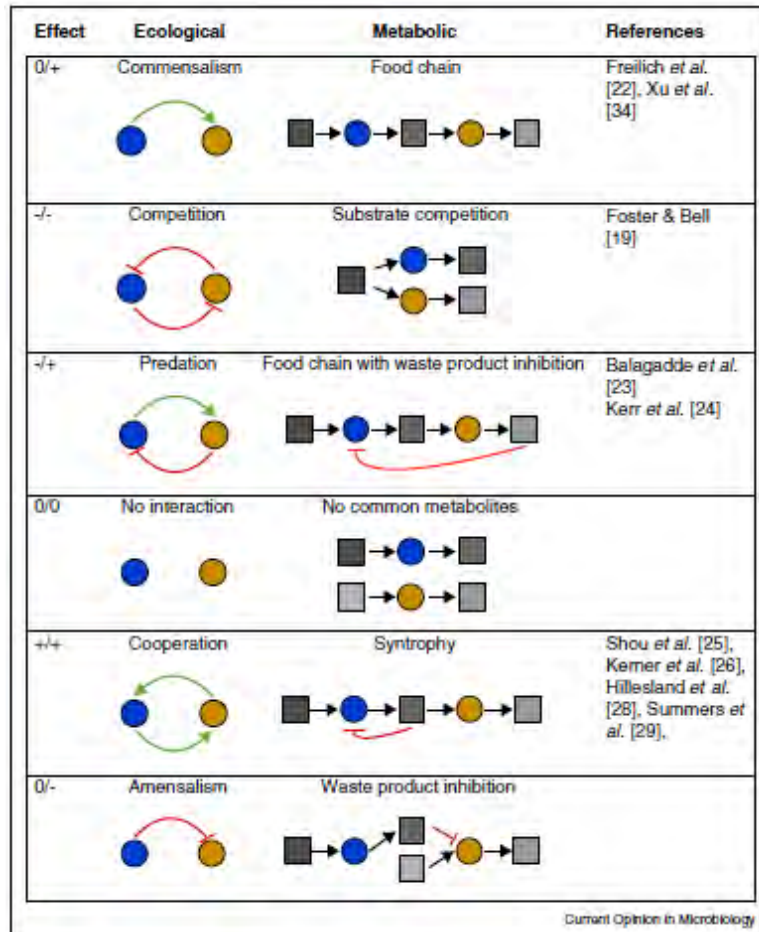 Effect Ecological Metabolic References
0/+ Commensalism Food chain Freilich et al.
[22], Xu et al.
[34]
-/- Competition Substrate competition Foster & Bell
[19]
-/+ Predation Food chain with waste product inhibition Balagadde et al.
[23]
Kerr et al. [24]
0/0 No interaction No common metabolites
+/+ Cooperation Syntrophy Shou et al. [25],
Kerner et al. [26],
Hillesland et al.
[28], Summers et
al. [29],
0/- Amensalism Waste product inhibition
Current Opinion in Microbiology